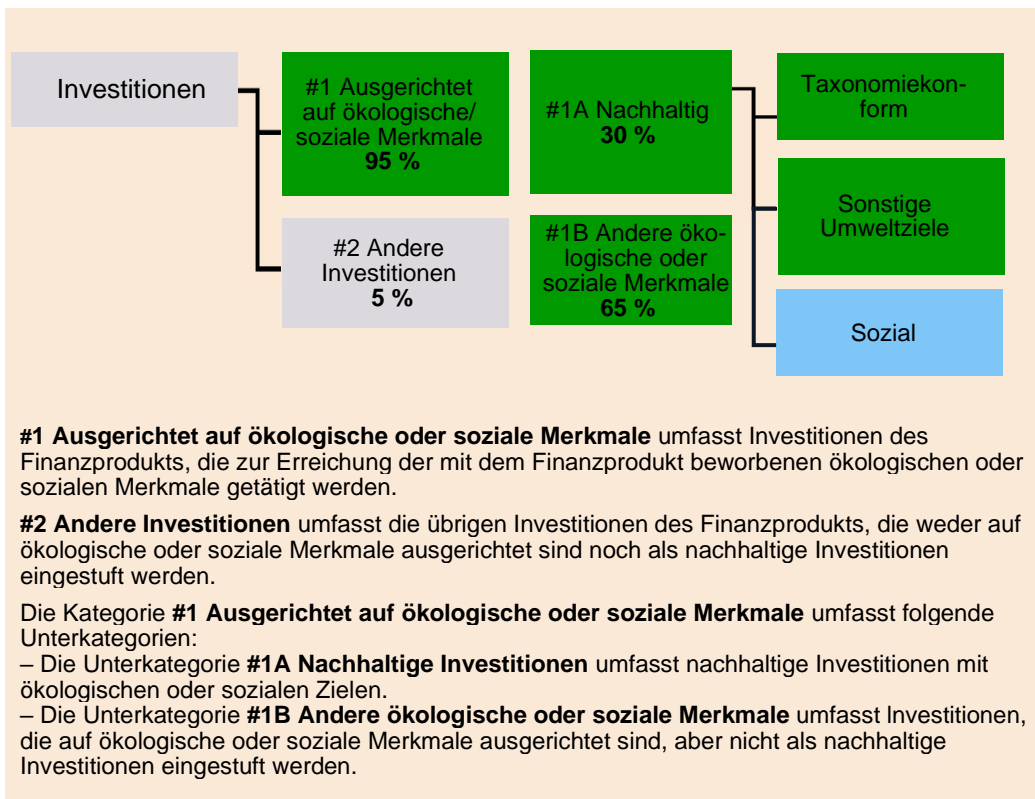 Investitionen
#1 Ausgerichtet
auf ökologische/
soziale Merkmale
95 %
#2 Andere
Investitionen
5 %
#1A Nachhaltig
30 %
#1B Andere öko-
logische oder
soziale Merkmale
65 %
Taxonomiekon-
form
Sonstige
Umweltziele
Sozial
#1 Ausgerichtet auf ökologische oder soziale Merkmale umfasst Investitionen des
Finanzprodukts, die zur Erreichung der mit dem Finanzprodukt beworbenen ökologischen oder
sozialen Merkmale getätigt werden.
#2 Andere Investitionen umfasst die übrigen Investitionen des Finanzprodukts, die weder auf
ökologische oder soziale Merkmale ausgerichtet sind noch als nachhaltige Investitionen
eingestuft werden.
Die Kategorie #1 Ausgerichtet auf ökologische oder soziale Merkmale umfasst folgende
Unterkategorien:
– Die Unterkategorie #1A Nachhaltige Investitionen umfasst nachhaltige Investitionen mit
ökologischen oder sozialen Zielen.
– Die Unterkategorie #1B Andere ökologische oder soziale Merkmale umfasst Investitionen,
die auf ökologische oder soziale Merkmale ausgerichtet sind, aber nicht als nachhaltige
Investitionen eingestuft werden.